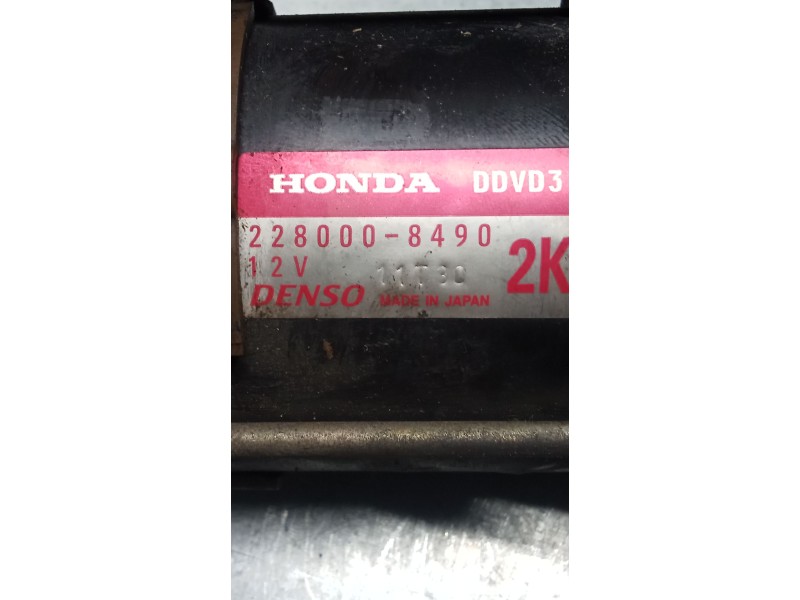 HONDA DDVD3
228000-8490
12V 2K
DENSO MADE IN JAPAN